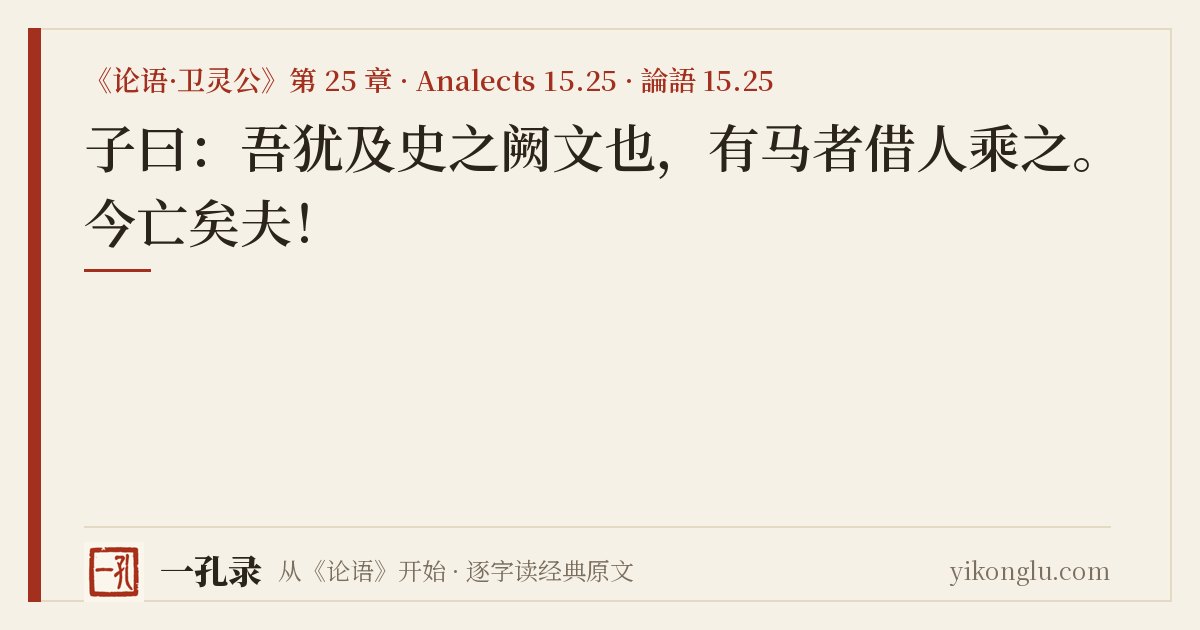 《论语·卫灵公》第 25 章 · Analects 15.25 · 論語 15.25
子曰：吾犹及史之阙文也，有马者借人乘之。
今亡矣夫！
一孔
一孔录 从《论语》开始 · 逐字读经典原文 yikonglu.com